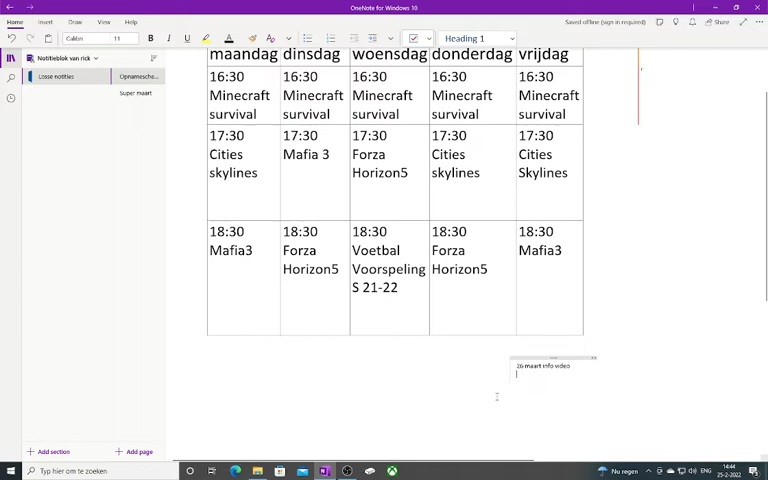 OneNote for Windows 10
Home Insert Draw View Help
Saved offline (sign in required) Share
Calibri 11 B I U A Heading 1
Notitieblok van rick
Losse notities
Opnamesche...
Super maart
maandag dinsdag woensdag donderdag vrijdag
16:30 16:30 16:30 16:30 16:30
Minecraft Minecraft Minecraft Minecraft Minecraft
survival survival survival survival survival
17:30 17:30 17:30 17:30 17:30
Cities Mafia 3 Forza Cities Cities
skylines Horizon5 skylines Skylines
18:30 18:30 18:30 18:30 18:30
Mafia3 Forza Voetbal Forza Mafia3
Horizon5 Voorspeling Horizon5
S 21-22
26 maart info video
Add section Add page
Typ hier om te zoeken
Nu regen
ENG
14:44
25-2-2022